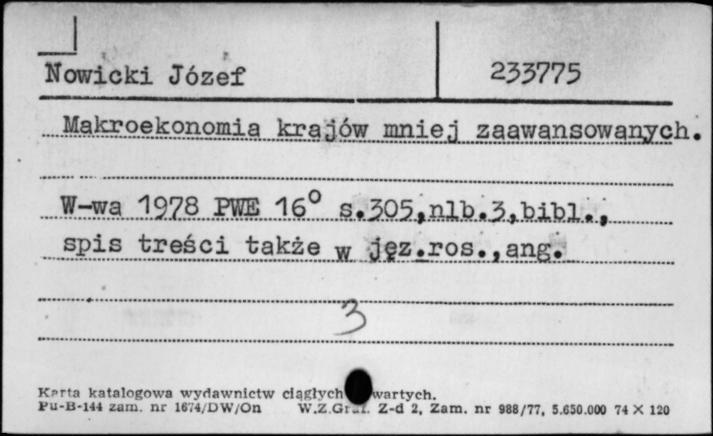 Nowicki Józef 233775
Makroekonomia krajów mniej zaawansowanych.
W-wa 1978 PWE 16° s.305,nlb.3,bibl.,
spis treści także w jęz.ros.,ang.
3
Karta katalogowa wydawnictw ciągłych wartych.
Pu-B-144 zam. nr 1674/DW/On W.Z.Graf. Z-d 2, Zam. nr 988/77, 5.650.000 74 X 120